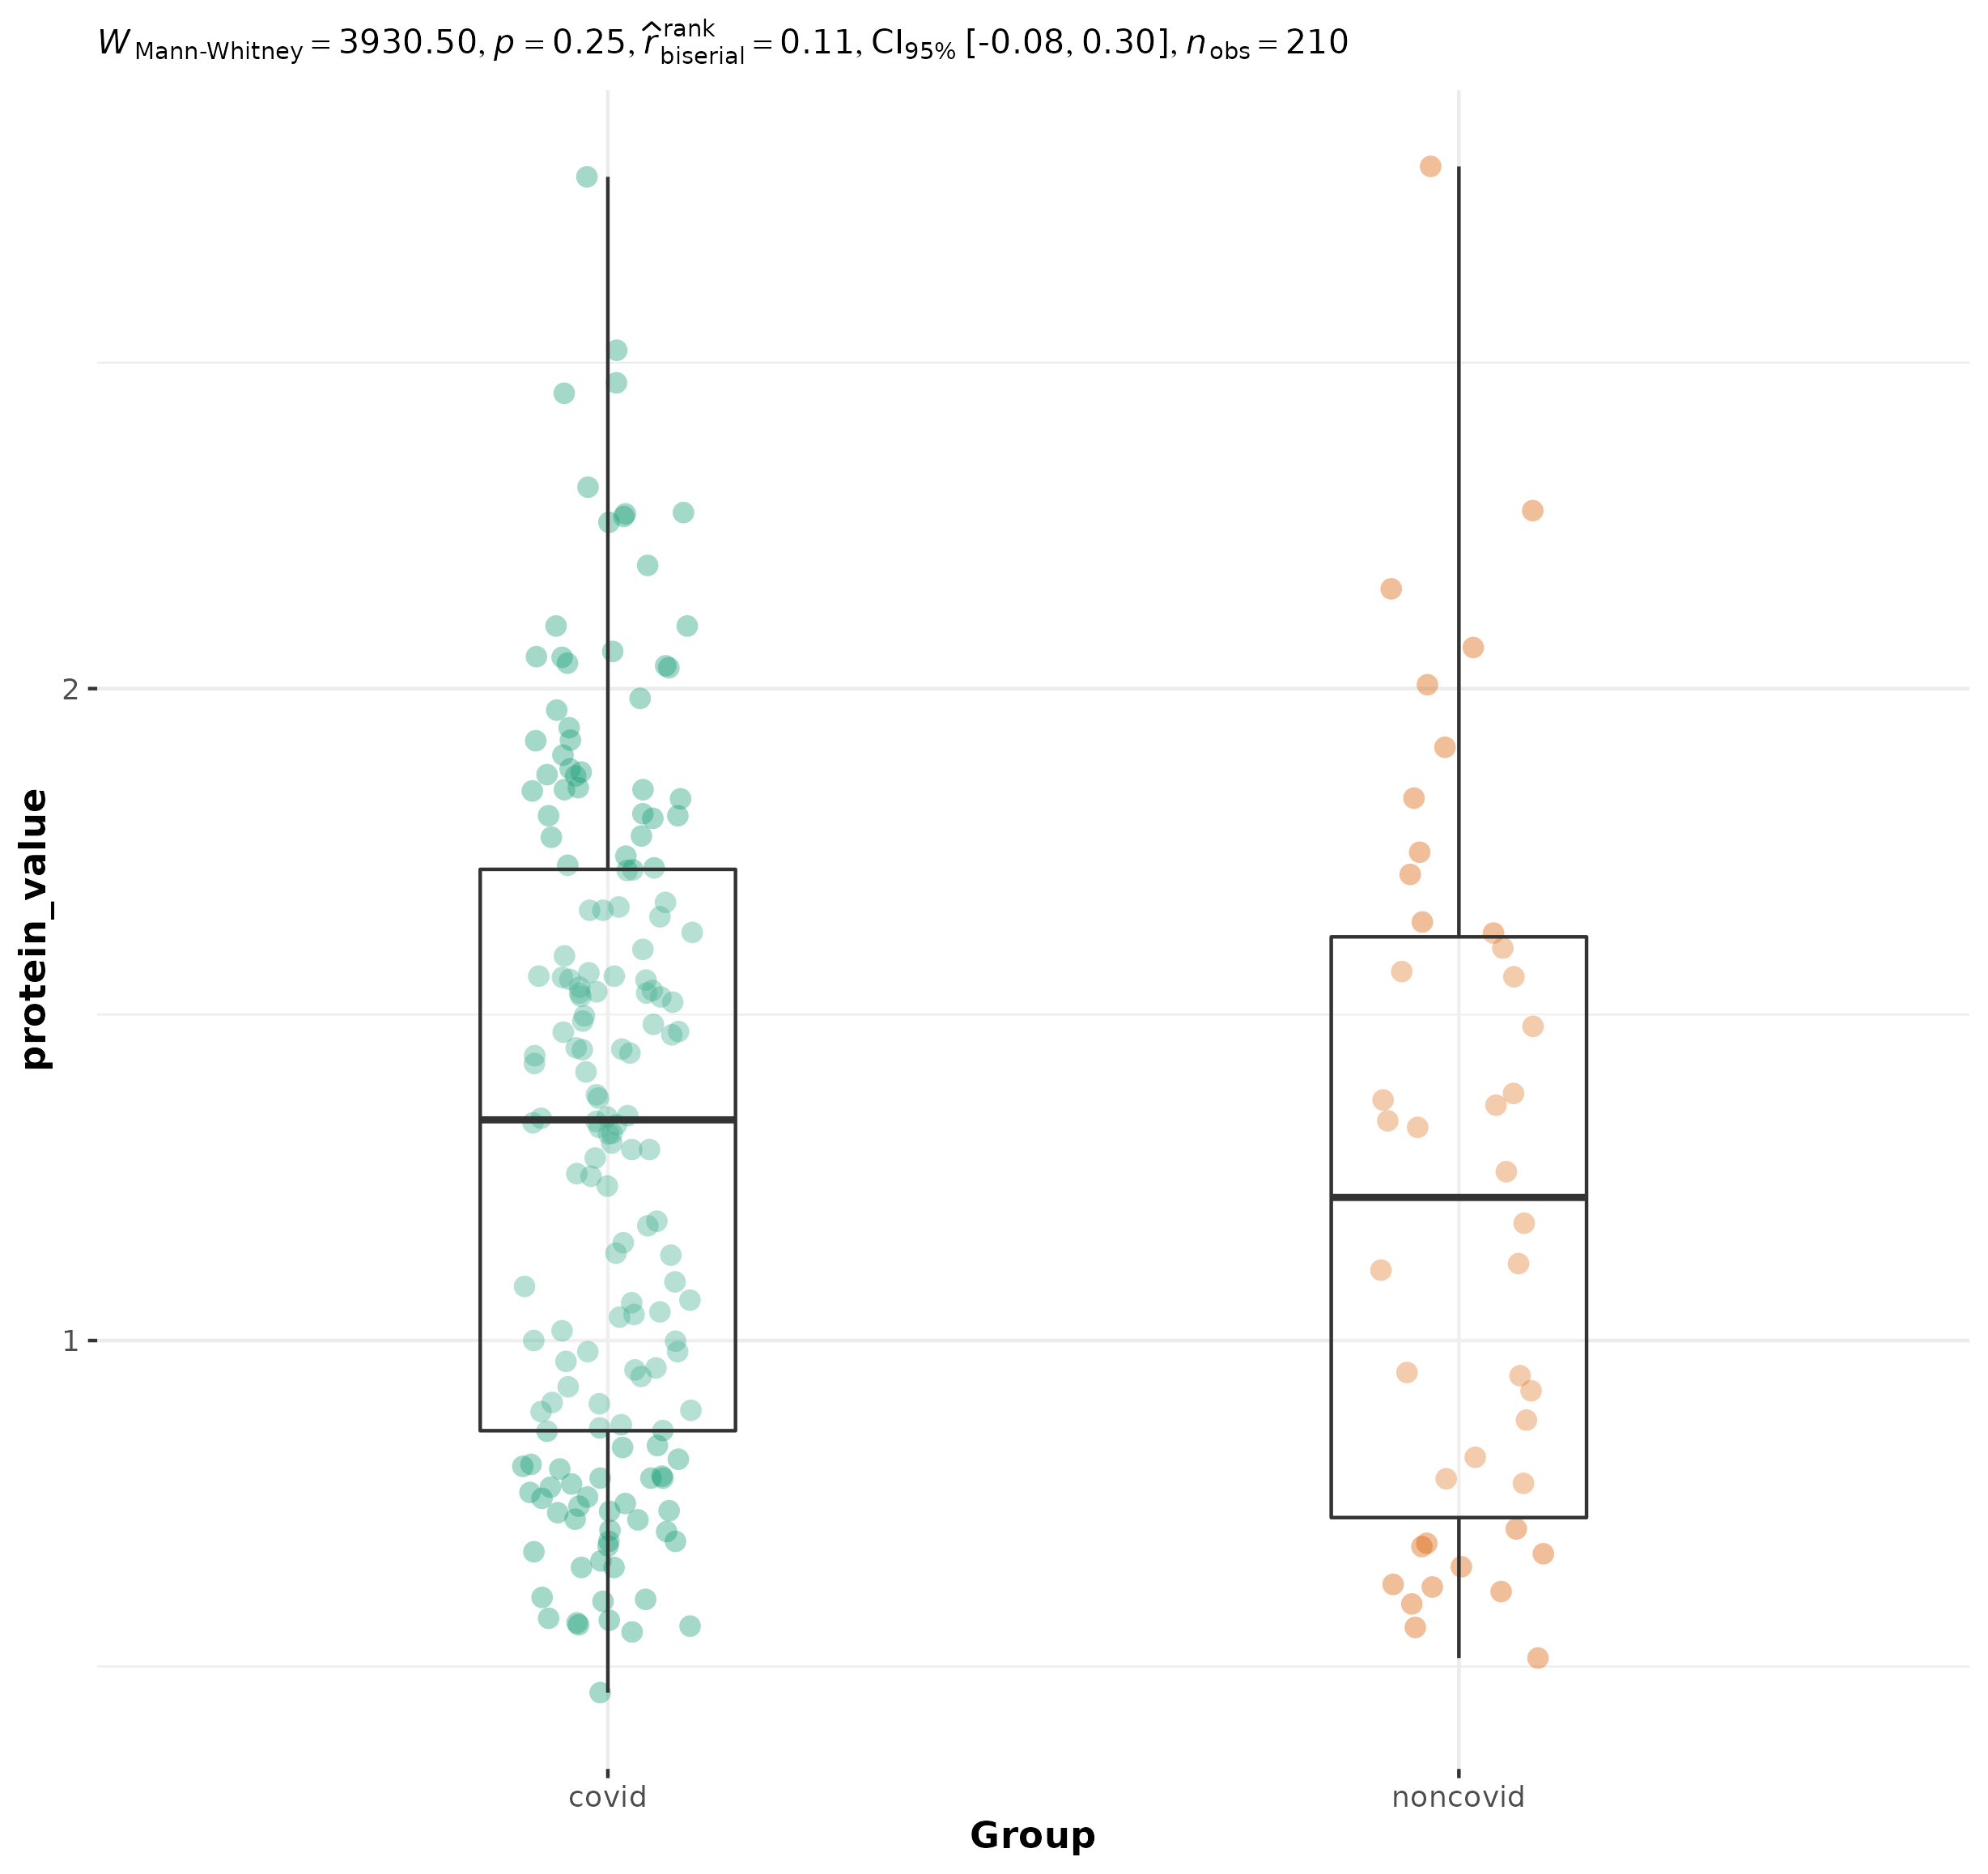 W Mann-Whitney = 3930.50, p = 0.25, r̂ rank biserial = 0.11, CI95% [-0.08, 0.30], nobs = 210
protein_value
2
1
covid noncovid
Group